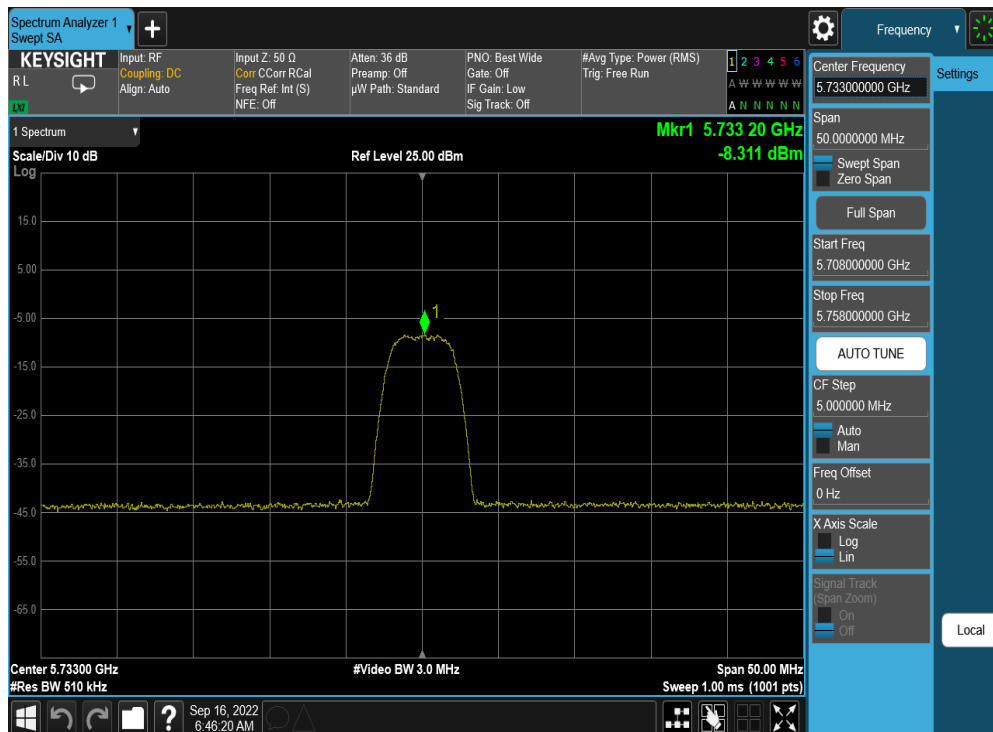 Spectrum Analyzer 1
Swept SA
+
Frequency
KEYSIGHT
R L
LNI
Input: RF
Coupling: DC
Align: Auto
Input Z: 50 Ω
Corr CCorr RCal
Freq Ref: Int (S)
NFE: Off
Atten: 36 dB
Preamp: Off
µW Path: Standard
PNO: Best Wide
Gate: Off
IF Gain: Low
Sig Track: Off
#Avg Type: Power (RMS)
Trig: Free Run
1 2 3 4 5 6
A W W W W W
A N N N N N
1 Spectrum
Scale/Div 10 dB
Log
Ref Level 25.00 dBm
Mkr1 5.733 20 GHz
-8.311 dBm
15.0
5.00
-5.00
-15.0
-25.0
-35.0
-45.0
-55.0
-65.0
1
Center 5.73300 GHz
#Res BW 510 kHz
#Video BW 3.0 MHz
Span 50.00 MHz
Sweep 1.00 ms (1001 pts)
Center Frequency
5.733000000 GHz
Settings
Span
50.0000000 MHz
Swept Span
Zero Span
Full Span
Start Freq
5.708000000 GHz
Stop Freq
5.758000000 GHz
AUTO TUNE
CF Step
5.000000 MHz
Auto
Man
Freq Offset
0 Hz
X Axis Scale
Log
Lin
Signal Track
(Span Zoom)
On
Off
Local
?
Sep 16, 2022
6:46:20 AM